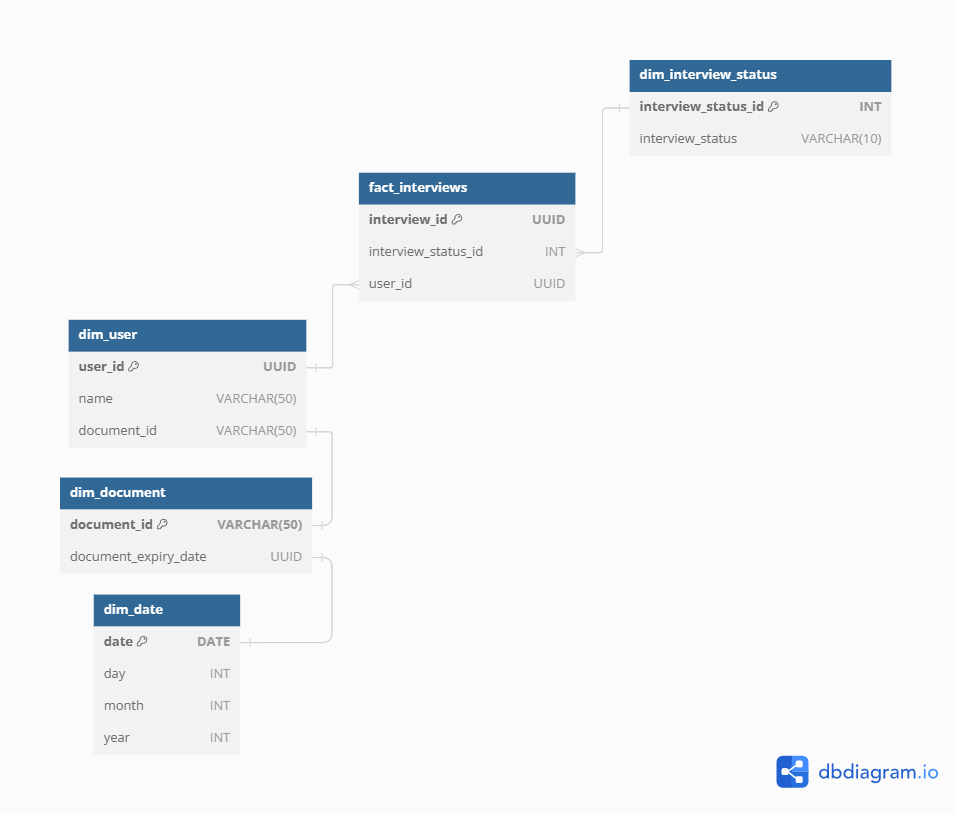 dim_interview_status
interview_status_id INT
interview_status VARCHAR(10)
fact_interviews
interview_id UUID
interview_status_id INT
user_id UUID
dim_user
user_id UUID
name VARCHAR(50)
document_id VARCHAR(50)
dim_document
document_id VARCHAR(50)
document_expiry_date UUID
dim_date
date DATE
day INT
month INT
year INT
dbdiagram.io